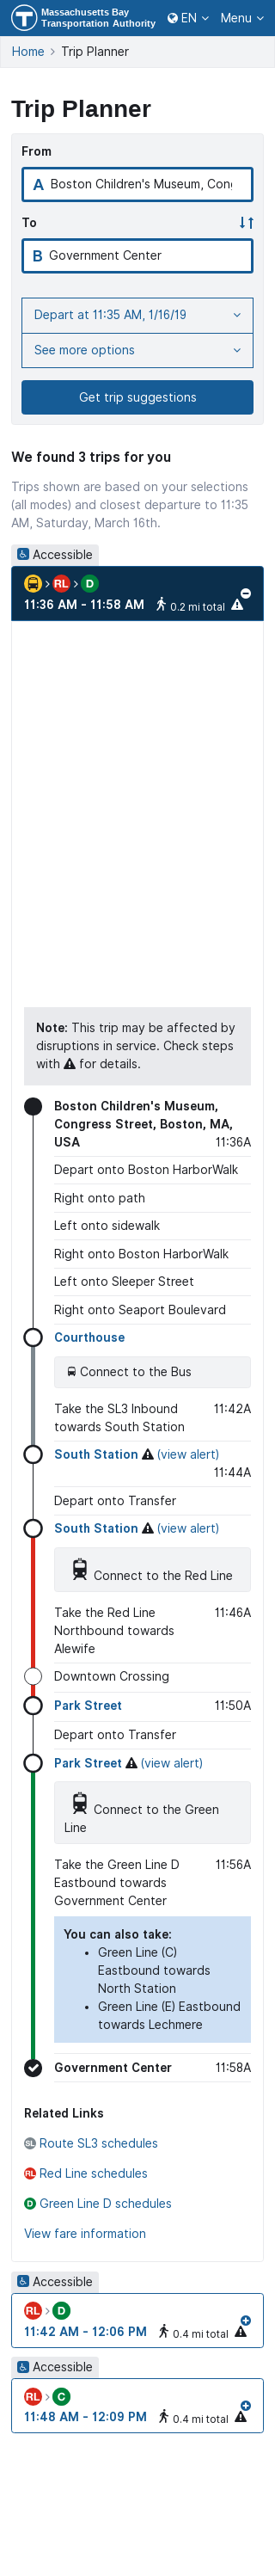 Massachusetts Bay
Transportation Authority
EN
Menu
Home > Trip Planner
Trip Planner
From
A Boston Children's Museum, Cong
To
B Government Center
Depart at 11:35 AM, 1/16/19
See more options
Get trip suggestions
We found 3 trips for you
Trips shown are based on your selections
(all modes) and closest departure to 11:35
AM, Saturday, March 16th.
Accessible
RL > D
11:36 AM - 11:58 AM 0.2 mi total
Note: This trip may be affected by
disruptions in service. Check steps
with for details.
Boston Children's Museum,
Congress Street, Boston, MA,
USA 11:36A
Depart onto Boston HarborWalk
Right onto path
Left onto sidewalk
Right onto Boston HarborWalk
Left onto Sleeper Street
Right onto Seaport Boulevard
Courthouse
Connect to the Bus
Take the SL3 Inbound 11:42A
towards South Station
South Station (view alert)
11:44A
Depart onto Transfer
South Station (view alert)
Connect to the Red Line
Take the Red Line 11:46A
Northbound towards
Alewife
Downtown Crossing
Park Street 11:50A
Depart onto Transfer
Park Street (view alert)
Connect to the Green
Line
Take the Green Line D 11:56A
Eastbound towards
Government Center
You can also take:
• Green Line (C)
Eastbound towards
North Station
• Green Line (E) Eastbound
towards Lechmere
Government Center 11:58A
Related Links
SL Route SL3 schedules
RL Red Line schedules
D Green Line D schedules
View fare information
Accessible
RL > D
11:42 AM - 12:06 PM 0.4 mi total
Accessible
RL > C
11:48 AM - 12:09 PM 0.4 mi total